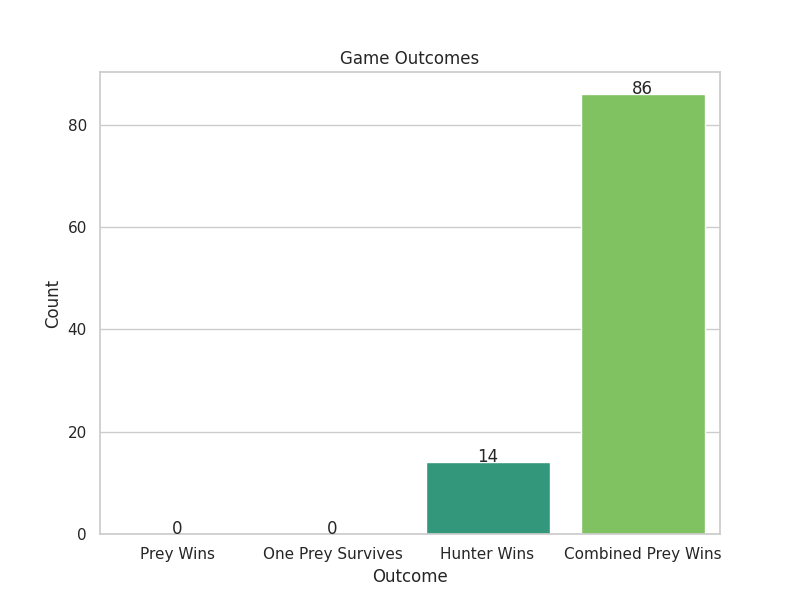 Game Outcomes
86
80
60
Count
40
20
14
0
0
0
Prey Wins
One Prey Survives
Hunter Wins
Combined Prey Wins
Outcome